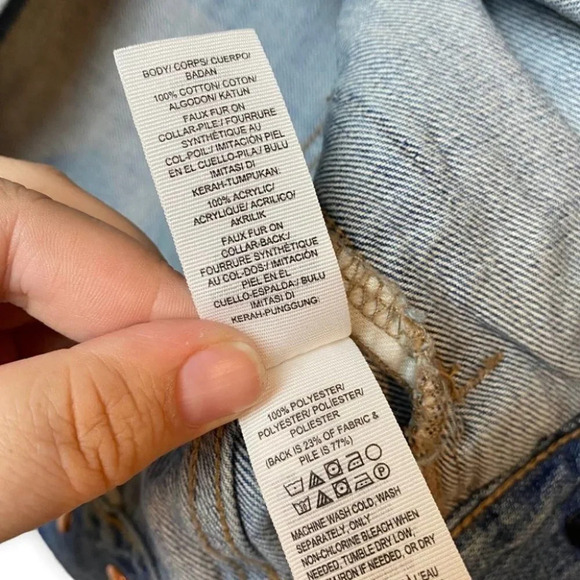 BODY/ CORPS/ CUERPO/
BADAN
100% COTTON/ COTON/
ALGODON/ KATUN
FAUX FUR ON
COLLAR-PILE:/ FOURRURE
SYNTHÉTIQUE AU
COL-POIL:/ IMITACIÓN PIEL
EN EL CUELLO-PILA:/ BULU
IMITASI DI
KERAH-TUMPUKAN:
100% ACRYLIC/
ACRYLIQUE/ ACRILICO/
AKRILIK
FAUX FUR ON
COLLAR-BACK:/
FOURRURE SYNTHÉTIQUE
AU COL-DOS:/ IMITACIÓN
PIEL EN EL
CUELLO-ESPALDA:/ BULU
IMITASI DI
KERAH-PUNGGUNG:
100% POLYESTER/
POLYESTER/ POLIÉSTER/
POLIESTER
(BACK IS 23% OF FABRIC &
PILE IS 77%)
MACHINE WASH COLD, WASH
SEPARATELY, ONLY
NON-CHLORINE BLEACH WHEN
NEEDED, TUMBLE DRY LOW,
IRON IF NEEDED, OR DRY
À L'EAU